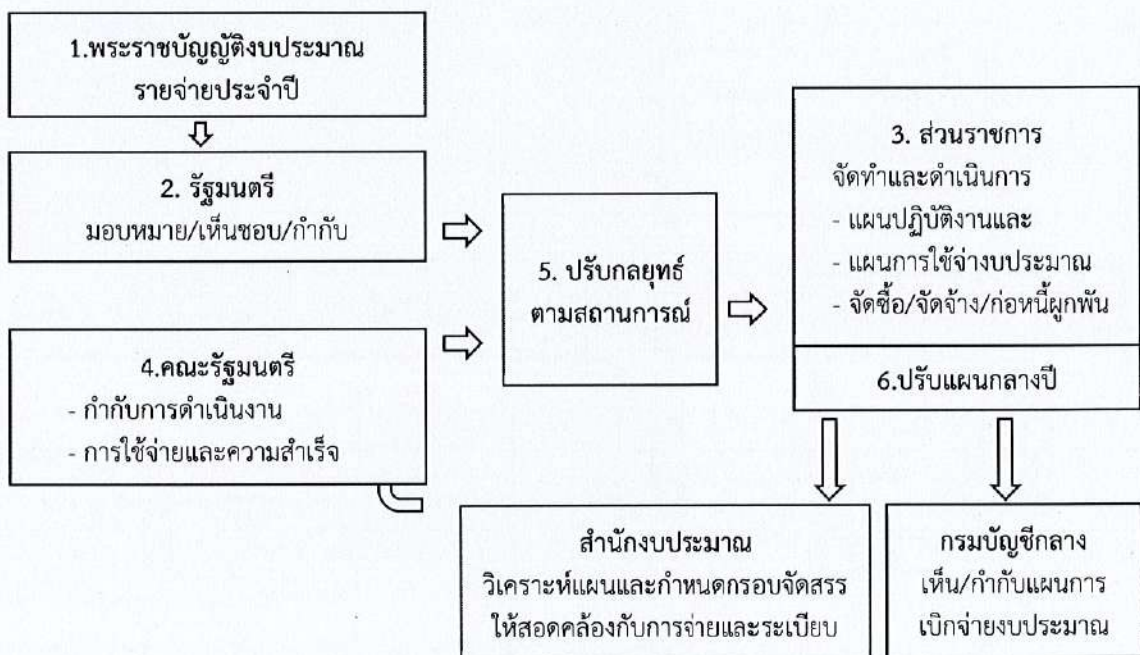 1.พระราชบัญญัติงบประมาณ
รายจ่ายประจำปี
2. รัฐมนตรี
มอบหมาย/เห็นชอบ/กำกับ
4.คณะรัฐมนตรี
- กำกับการดำเนินงาน
- การใช้จ่ายและความสำเร็จ
5. ปรับกลยุทธ์
ตามสถานการณ์
3. ส่วนราชการ
จัดทำและดำเนินการ
- แผนปฏิบัติงานและ
- แผนการใช้จ่างบประมาณ
- จัดซื้อ/จัดจ้าง/ก่อหนี้ผูกพัน
6.ปรับแผนกลางปี
สำนักงบประมาณ
วิเคราะห์แผนและกำหนดกรอบจัดสรร
ให้สอดคล้องกับการจ่ายและระเบียบ
กรมบัญชีกลาง
เห็น/กำกับแผนการ
เบิกจ่ายงบประมาณ